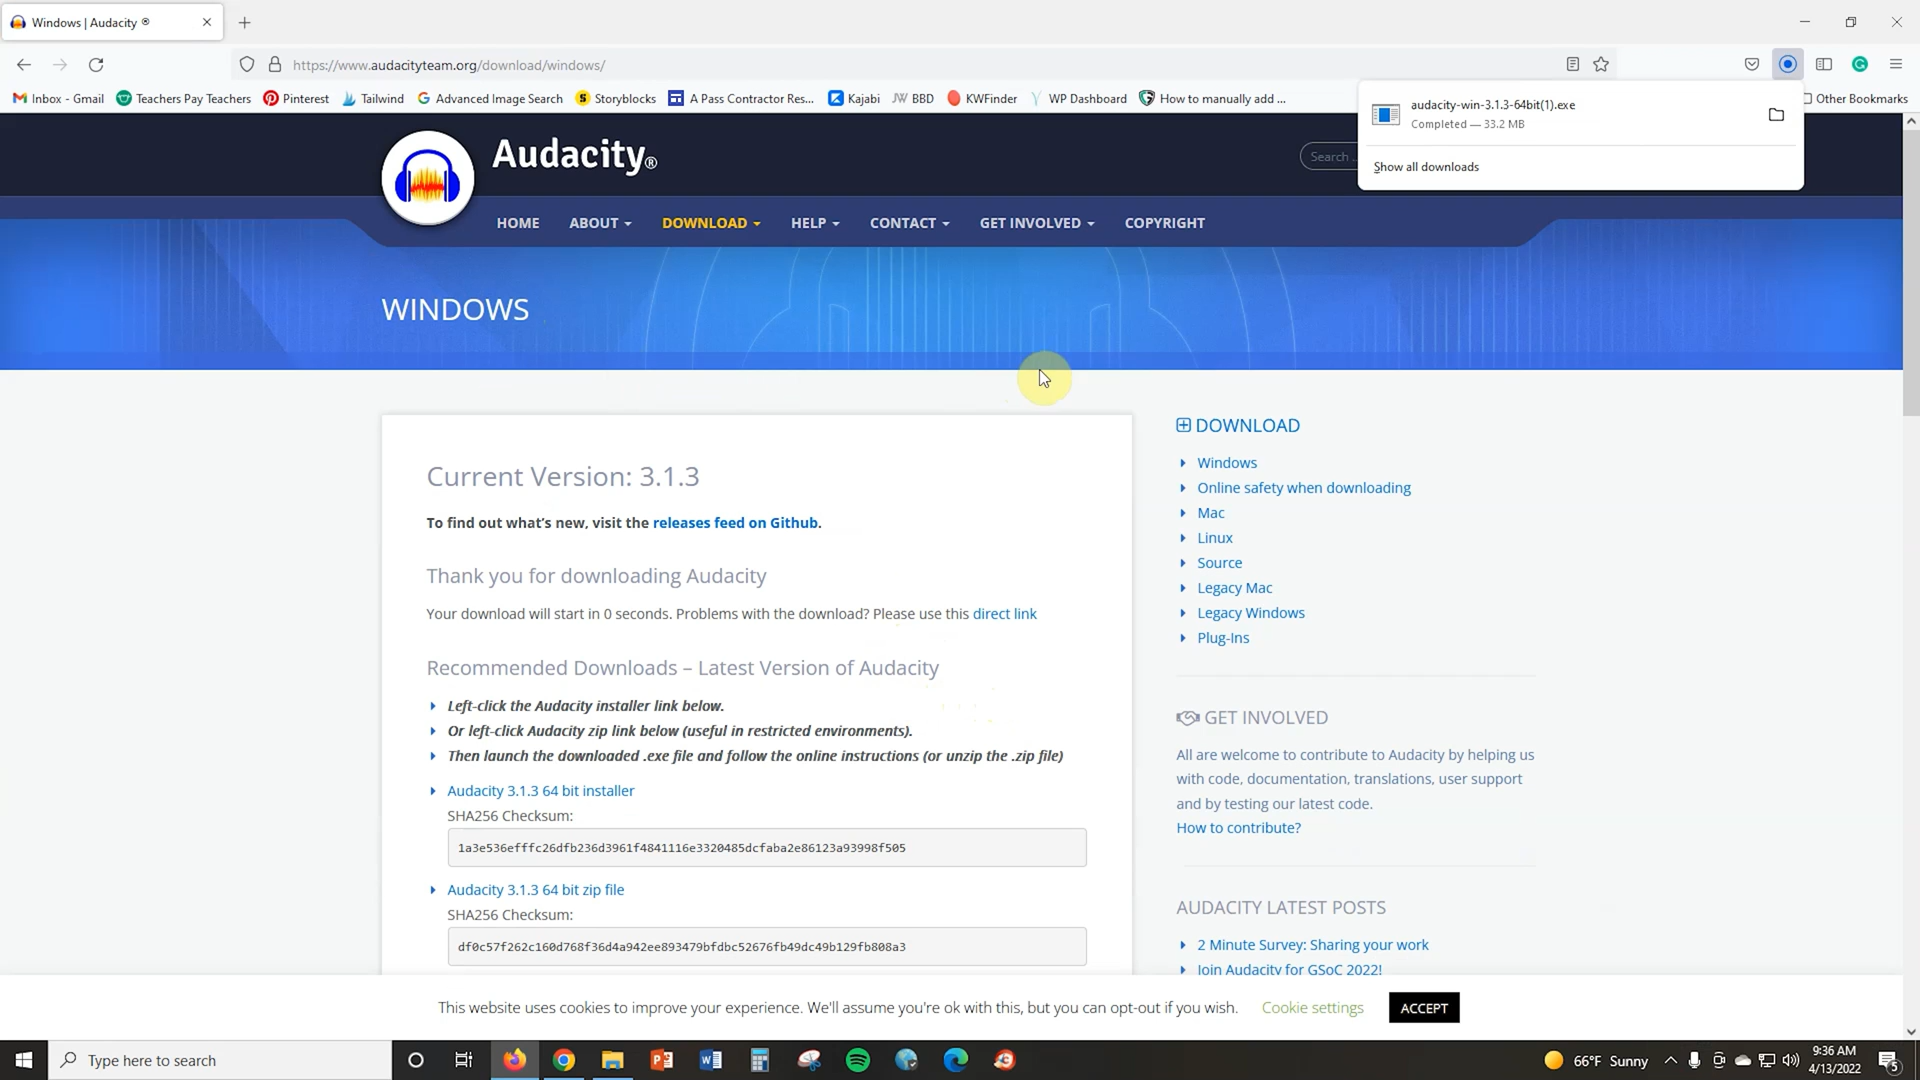 Windows | Audacity ®
https://www.audacityteam.org/download/windows/
Inbox - Gmail
Teachers Pay Teachers
Pinterest
Tailwind
Advanced Image Search
Storyblocks
A Pass Contractor Res...
Kajabi
BBD
KWFinder
WP Dashboard
How to manually add ...
Other Bookmarks
audacity-win-3.1.3-64bit(1).exe
Completed — 33.2 MB
Show all downloads
Audacity®
Search ..
HOME
ABOUT
DOWNLOAD
HELP
CONTACT
GET INVOLVED
COPYRIGHT
WINDOWS
Current Version: 3.1.3
To find out what's new, visit the releases feed on Github.
Thank you for downloading Audacity
Your download will start in 0 seconds. Problems with the download? Please use this direct link
Recommended Downloads – Latest Version of Audacity
Left-click the Audacity installer link below.
Or left-click Audacity zip link below (useful in restricted environments).
Then launch the downloaded .exe file and follow the online instructions (or unzip the .zip file)
Audacity 3.1.3 64 bit installer
SHA256 Checksum:
1a3e536efffc26dfb236d3961f4841116e3320485dcfaba2e86123a93998f505
Audacity 3.1.3 64 bit zip file
SHA256 Checksum:
df0c57f262c160d768f36d4a942ee893479bfdbc52676fb49dc49b129fb808a3
DOWNLOAD
Windows
Online safety when downloading
Mac
Linux
Source
Legacy Mac
Legacy Windows
Plug-Ins
GET INVOLVED
All are welcome to contribute to Audacity by helping us
with code, documentation, translations, user support
and by testing our latest code.
How to contribute?
AUDACITY LATEST POSTS
2 Minute Survey: Sharing your work
Join Audacity for GSoC 2022!
This website uses cookies to improve your experience. We'll assume you're ok with this, but you can opt-out if you wish.
Cookie settings
ACCEPT
Type here to search
66°F Sunny
9:36 AM
4/13/2022
5